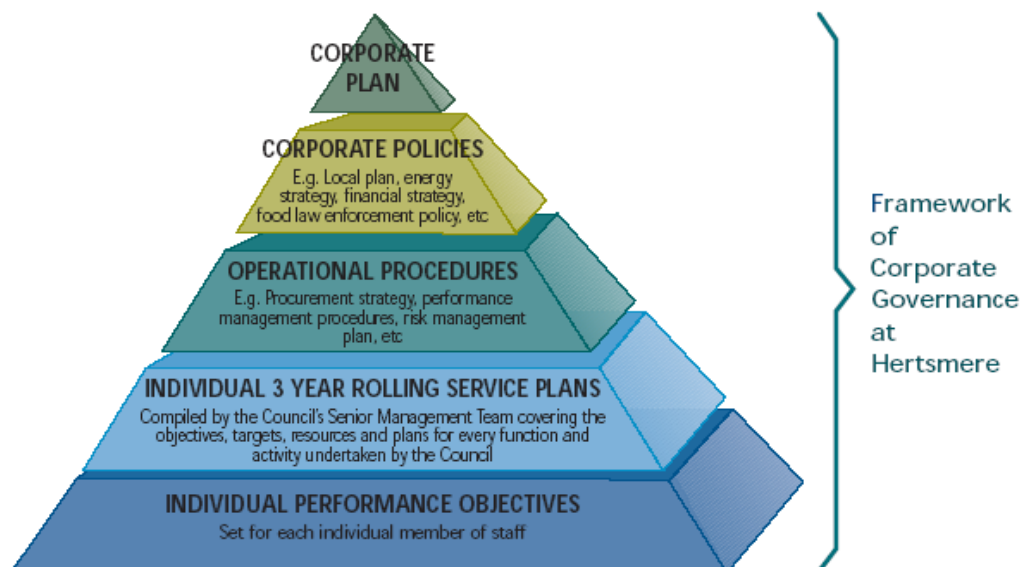 CORPORATE
PLAN
CORPORATE POLICIES
E.g. Local plan, energy
strategy, financial strategy,
food law enforcement policy, etc
OPERATIONAL PROCEDURES
E.g. Procurement strategy, performance
management procedures, risk management
plan, etc
INDIVIDUAL 3 YEAR ROLLING SERVICE PLANS
Compiled by the Council's Senior Management Team covering the
objectives, targets, resources and plans for every function and
activity undertaken by the Council
INDIVIDUAL PERFORMANCE OBJECTIVES
Set for each individual member of staff
Framework
of
Corporate
Governance
at
Hertsmere